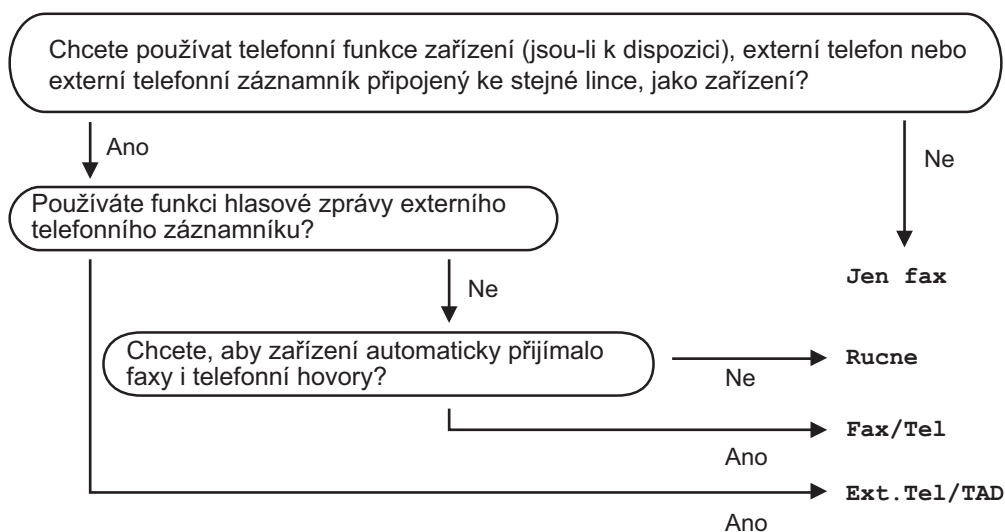 Chcete používat telefonní funkce zařízení (jsou-li k dispozici), externí telefon nebo
externí telefonní záznamník připojený ke stejné lince, jako zařízení?
Ano
Ne
Používáte funkci hlasové zprávy externího
telefonního záznamníku?
Jen fax
Ne
Chcete, aby zařízení automaticky přijímalo
faxy i telefonní hovory?
Ne
Rucne
Ano
Fax/Tel
Ano
Ext.Tel/TAD